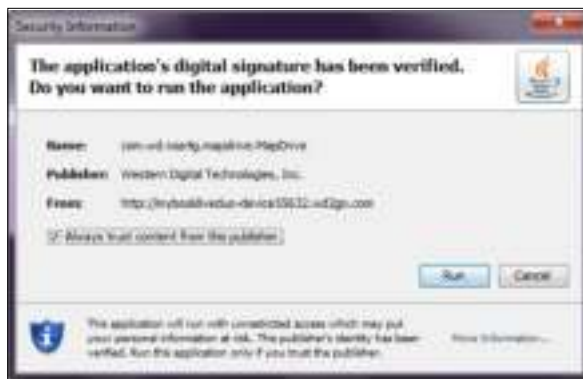 Security Information
The application's digital signature has been verified.
Do you want to run the application?
Name:
Publisher: Western Digital Technologies, Inc.
From:
Always trust content from the publisher.
Run Cancel
This application will run with unrestricted access which may put
your personal information at risk. The publisher's identity has been
verified. Run this application only if you trust the publisher.
More Information...